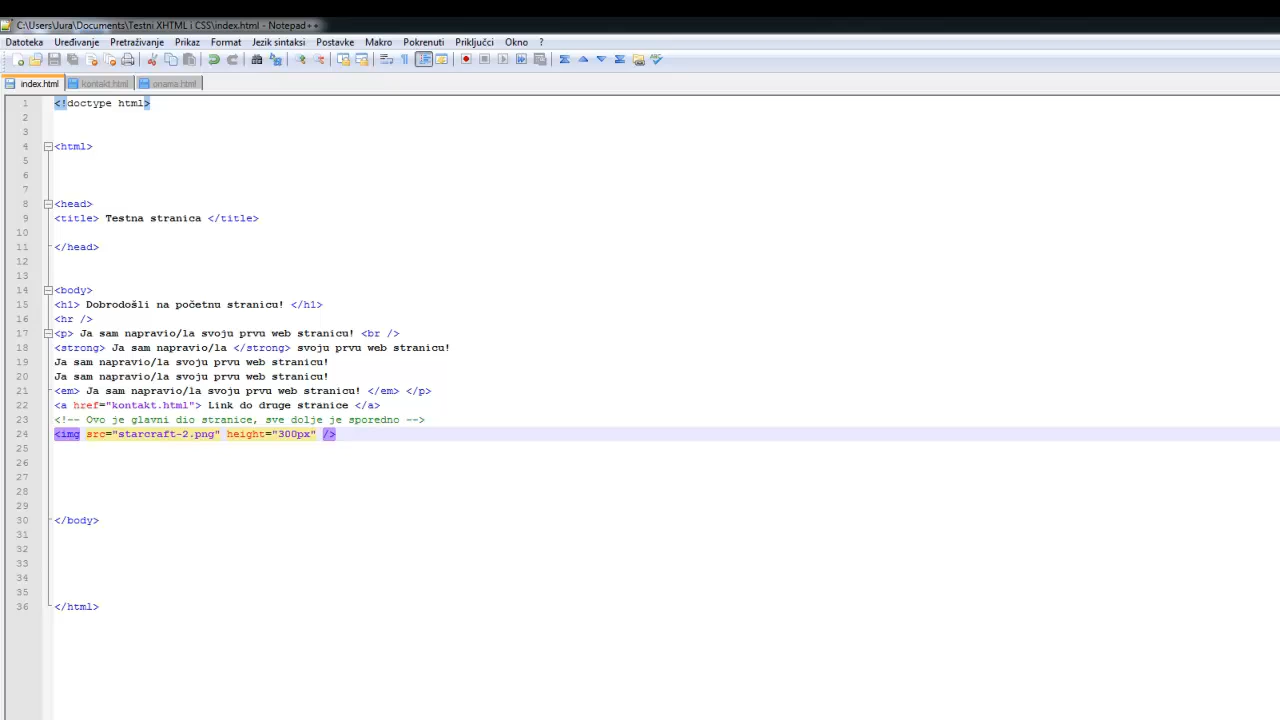 C:\Users\Jura\Documents\Testni XHTML i CSS\index.html - Notepad++
Datoteka Uređivanje Pretraživanje Prikaz Format Jezik sintaksi Postavke Makro Pokrenuti Priključci Okno ?
index.html kontakt.html onama.html
1 <!doctype html>
2
3
4 <html>
5
6
7
8 <head>
9 <title> Testna stranica </title>
10
11 </head>
12
13
14 <body>
15 <h1> Dobrodošli na početnu stranicu! </h1>
16 <hr />
17 <p> Ja sam napravio/la svoju prvu web stranicu! <br />
18 <strong> Ja sam napravio/la </strong> svoju prvu web stranicu!
19 Ja sam napravio/la svoju prvu web stranicu!
20 Ja sam napravio/la svoju prvu web stranicu!
21 <em> Ja sam napravio/la svoju prvu web stranicu! </em> </p>
22 <a href="kontakt.html"> Link do druge stranice </a>
23 <!-- Ovo je glavni dio stranice, sve dolje je sporedno -->
24 <img src="starcraft-2.png" height="300px" />
25
26
27
28
29
30 </body>
31
32
33
34
35
36 </html>